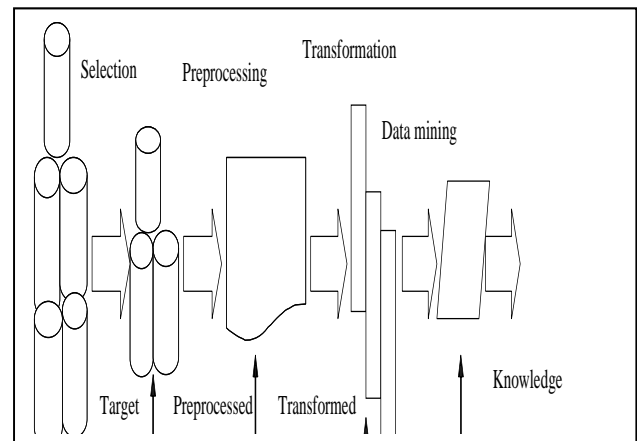 Transformation
Selection
Preprocessing
Data mining
Knowledge
Target
Preprocessed
Transformed